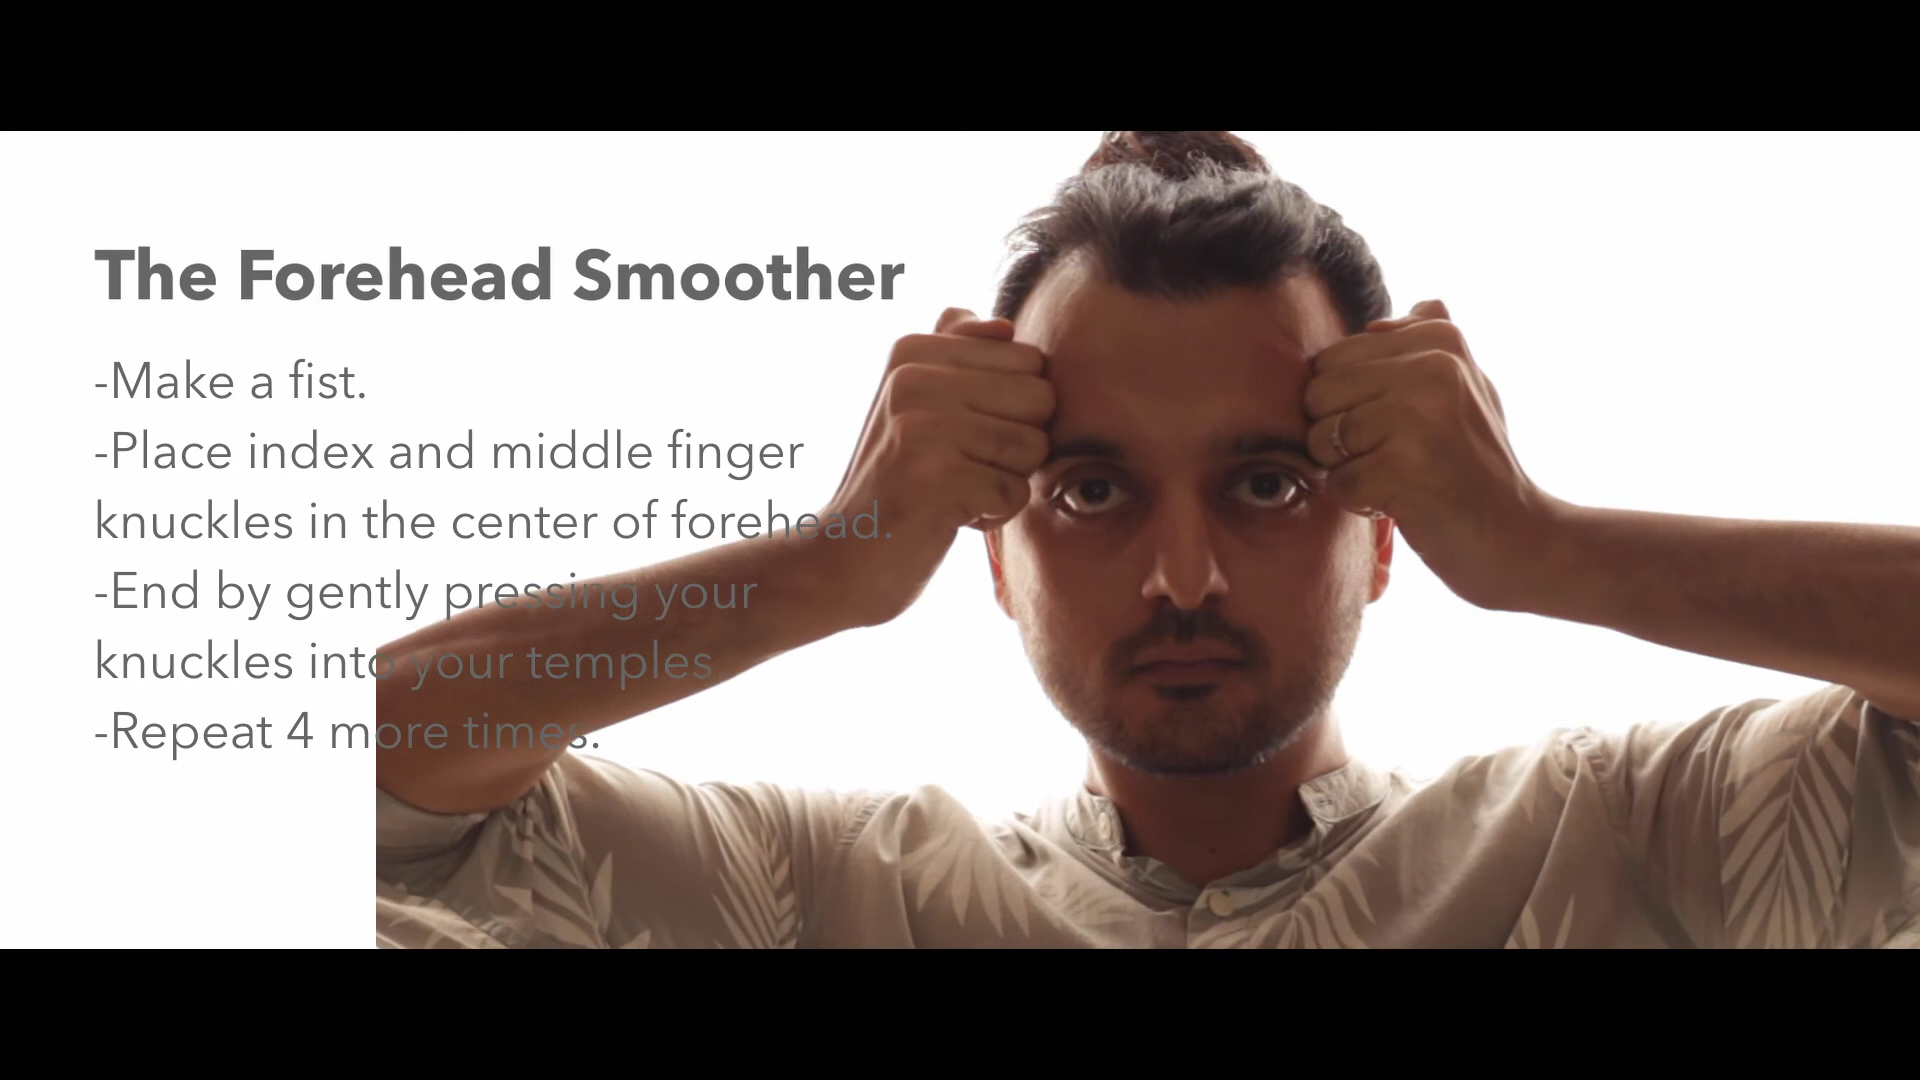 The Forehead Smoother
-Make a fist.
-Place index and middle finger
knuckles in the center of forehead.
-End by gently pressing your
knuckles into your temples
-Repeat 4 more times.